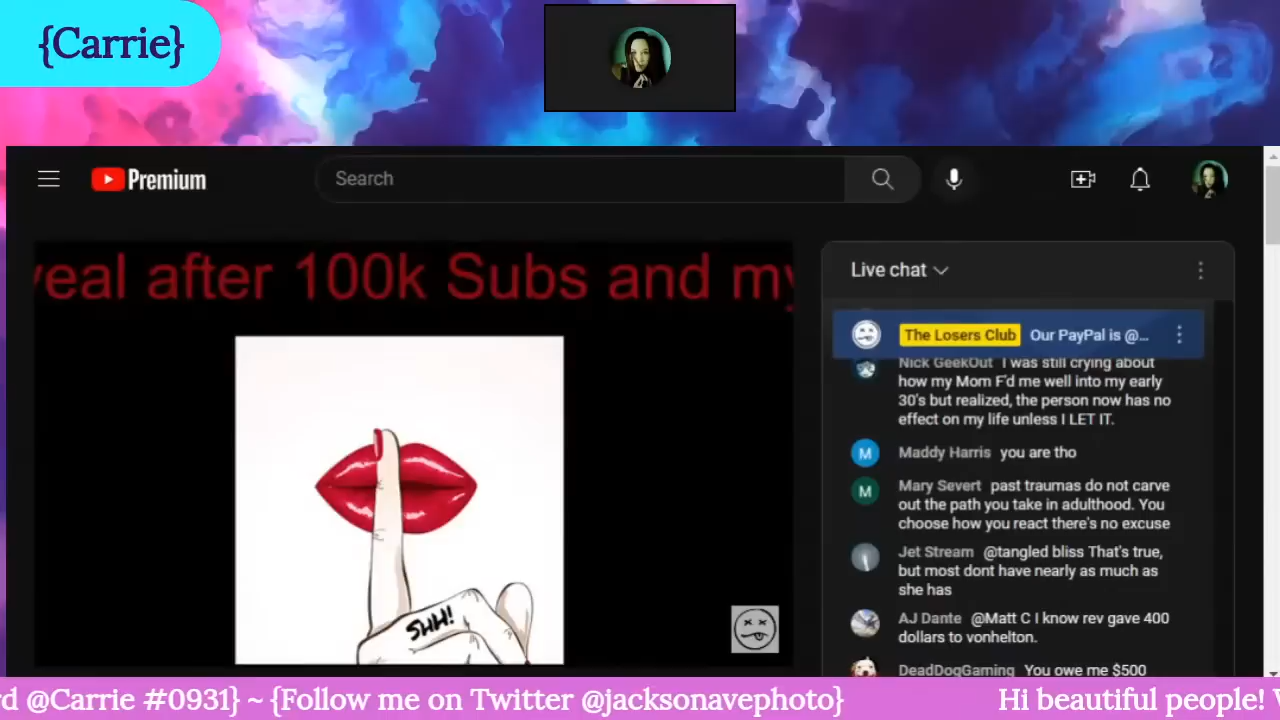 {Carrie}
Premium
Search
veal after 100k Subs and my
SHH!
Live chat
The Losers Club Our PayPal is @...
Nick GeekOut I was still crying about
how my Mom F'd me well into my early
30's but realized, the person now has no
effect on my life unless I LET IT.
M Maddy Harris you are tho
M Mary Severt past traumas do not carve
out the path you take in adulthood. You
choose how you react there's no excuse
Jet Stream @tangled bliss That's true,
but most dont have nearly as much as
she has
AJ Dante @Matt C I know rev gave 400
dollars to vonhelton.
DeadDogGaming You owe me $500
rd @Carrie #0931} ~ {Follow me on Twitter @jacksonavephoto} Hi beautiful people!